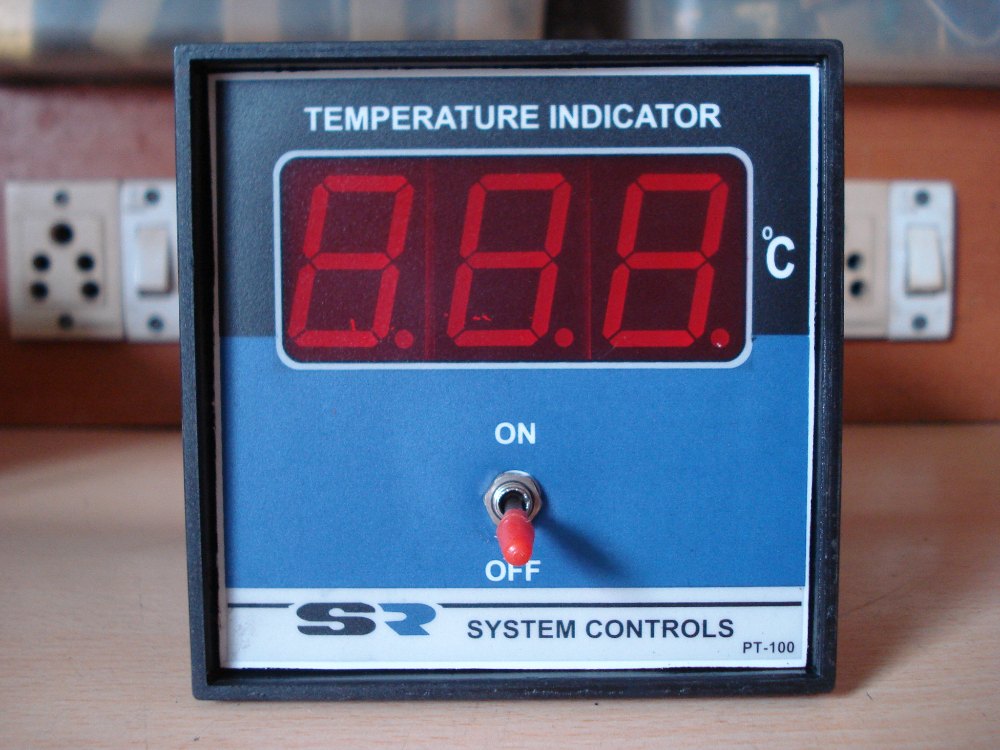 TEMPERATURE INDICATOR
°C
ON
OFF
SR SYSTEM CONTROLS
PT-100